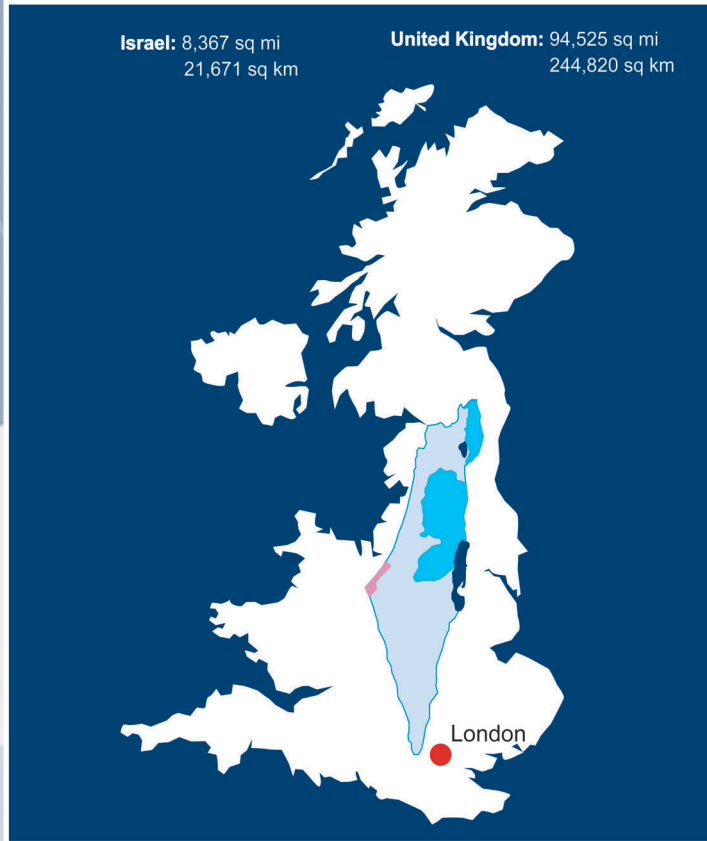 Israel: 8,367 sq mi
21,671 sq km
United Kingdom: 94,525 sq mi
244,820 sq km
London